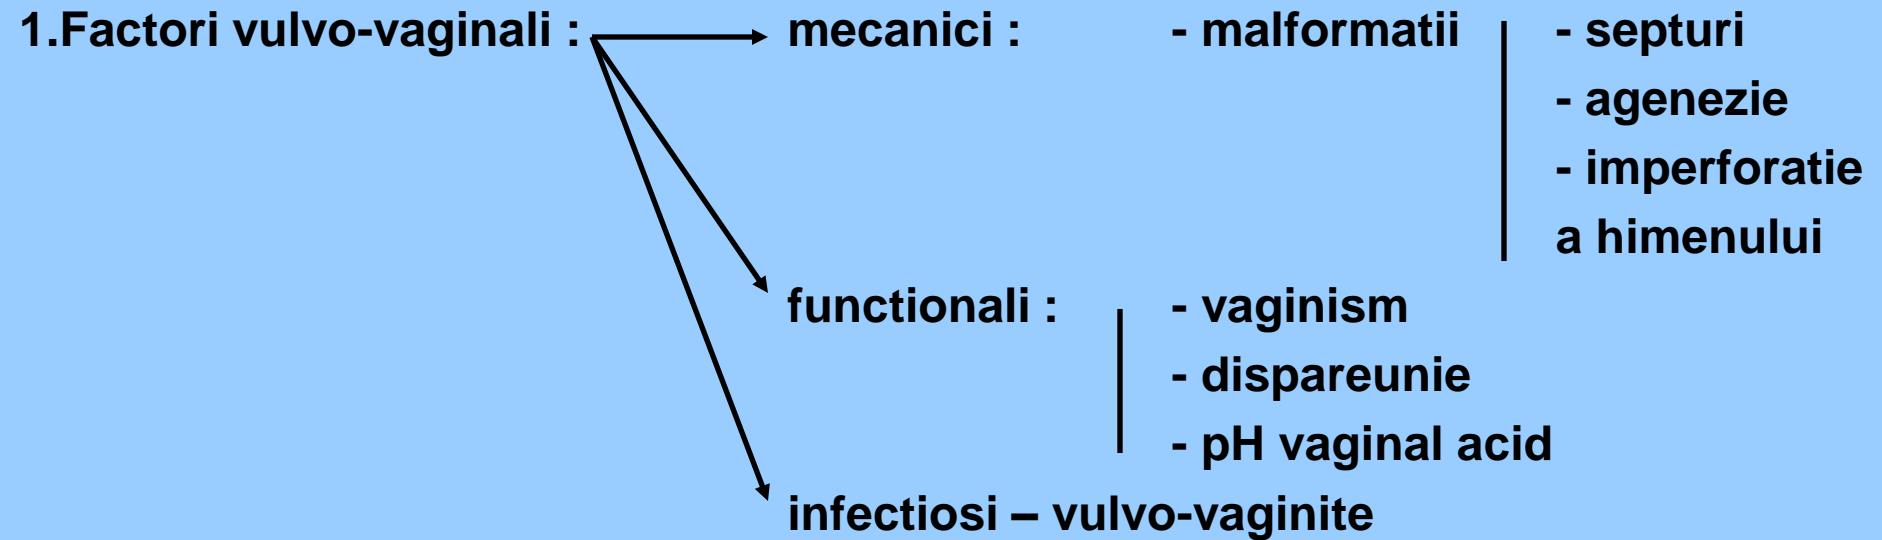 1.Factori vulvo-vaginali : mecanici : - malformatii - septuri
- agenezie
- imperforatie
a himenului
functionali : - vaginism
- dispareunie
- pH vaginal acid
infectiosi – vulvo-vaginite